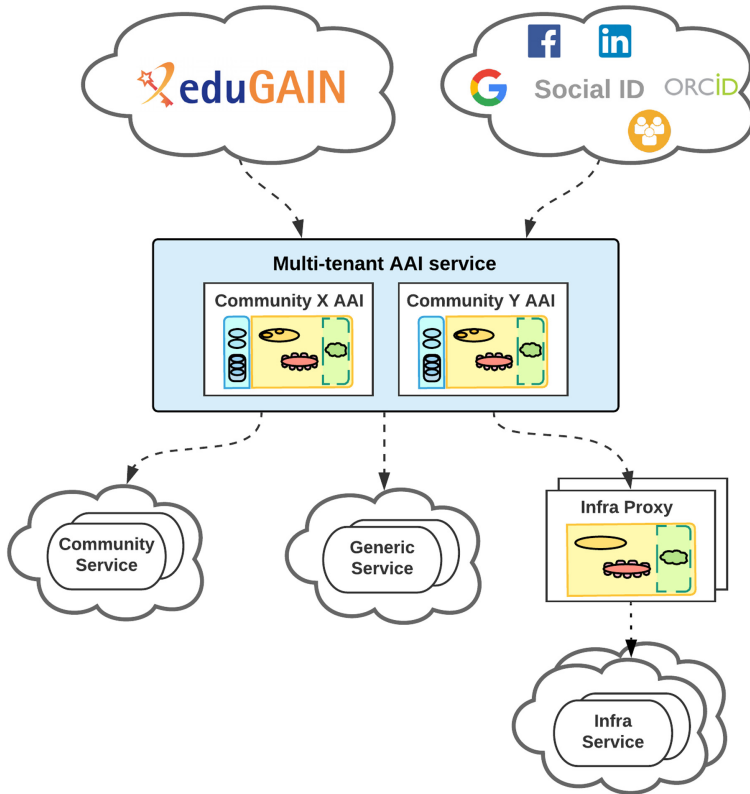 eduGAIN
Social ID
ORCiD
Multi-tenant AAI service
Community X AAI
Community Y AAI
Community
Service
Generic
Service
Infra Proxy
Infra
Service